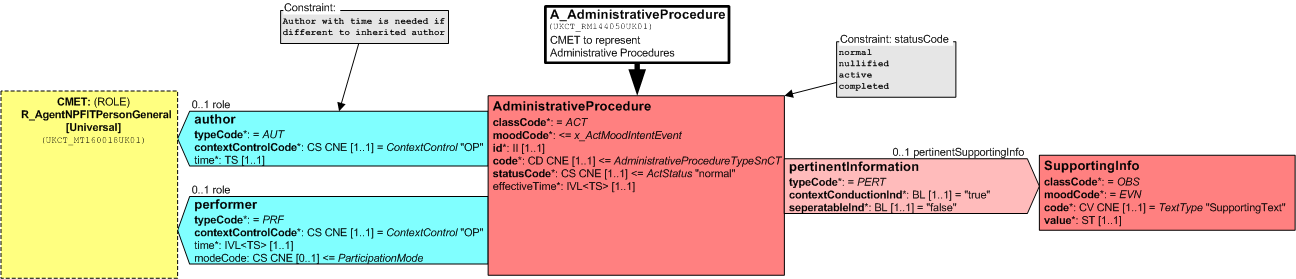 Constraint:
Author with time is needed if
different to inherited author
A_AdministrativeProcedure
(UKCT_RM144050UK01)
CMET to represent
Administrative Procedures
Constraint: statusCode
normal
nullified
active
completed
CMET: (ROLE)
R_AgentNPFITPersonGeneral
[Universal]
(UKCT_MT160018UK01)
0..1 role
author
typeCode*: = AUT
contextControlCode*: CS CNE [1..1] = ContextControl "OP"
time*: TS [1..1]
0..1 role
performer
typeCode*: = PRF
contextControlCode*: CS CNE [1..1] = ContextControl "OP"
time*: IVL<TS> [1..1]
modeCode: CS CNE [0..1] <= ParticipationMode
AdministrativeProcedure
classCode*: = ACT
moodCode*: <= x_ActMoodIntentEvent
id*: II [1..1]
code*: CD CNE [1..1] <= AdministrativeProcedureTypeSnCT
statusCode*: CS CNE [1..1] <= ActStatus "normal"
effectiveTime*: IVL<TS> [1..1]
0..1 pertinentSupportingInfo
pertinentInformation
typeCode*: = PERT
contextConductionInd*: BL [1..1] = "true"
seperatableInd*: BL [1..1] = "false"
SupportingInfo
classCode*: = OBS
moodCode*: = EVN
code*: CV CNE [1..1] = TextType "SupportingText"
value*: ST [1..1]